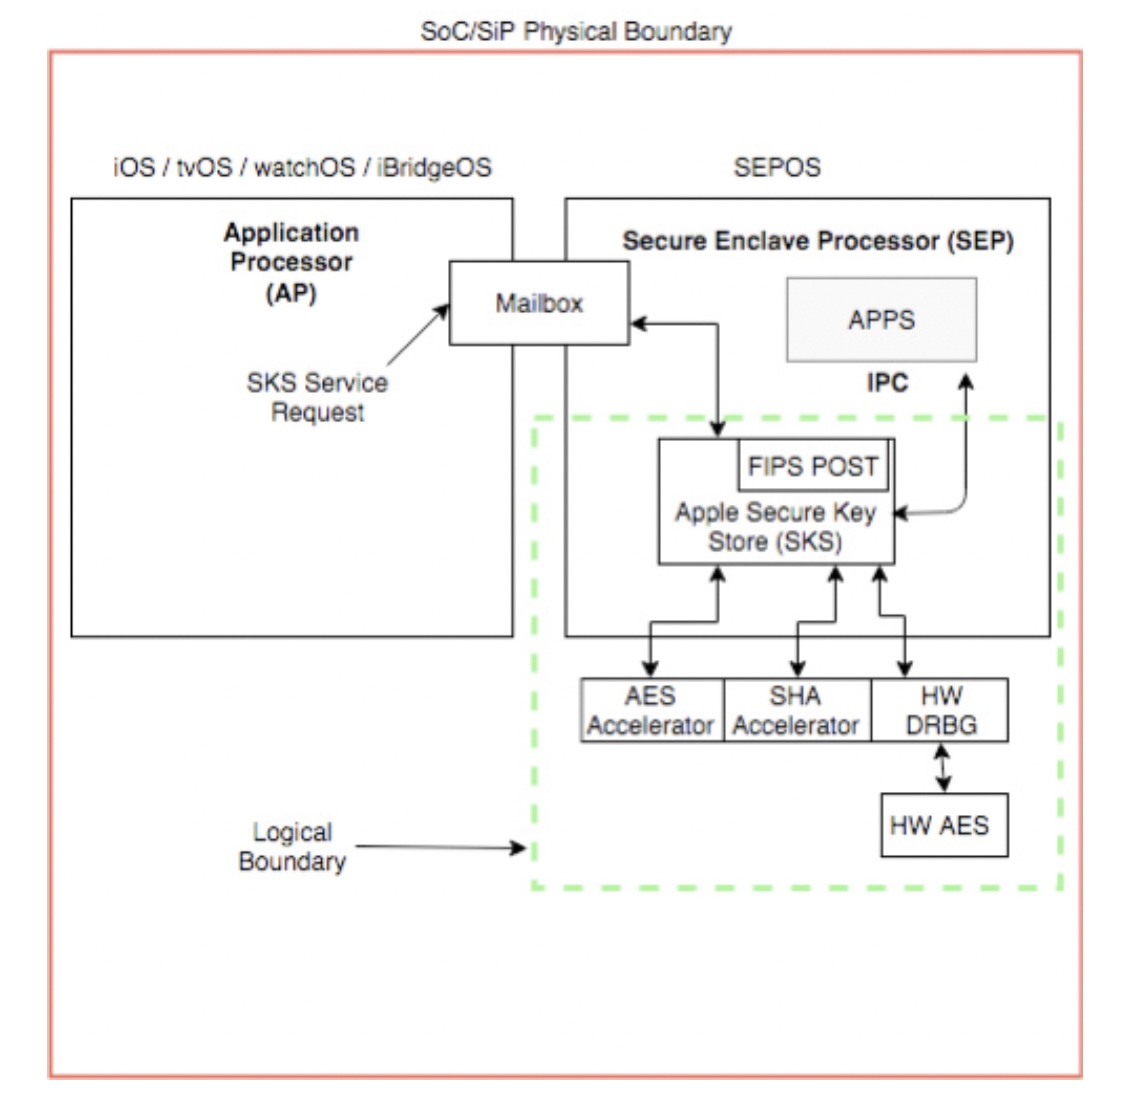 SoC/SiP Physical Boundary
iOS / tvOS / watchOS / iBridgeOS
SEPOS
Application
Processor
(AP)
Secure Enclave Processor (SEP)
Mailbox
APPS
SKS Service
Request
IPC
FIPS POST
Apple Secure Key
Store (SKS)
AES
Accelerator
SHA
Accelerator
HW
DRBG
HW AES
Logical
Boundary